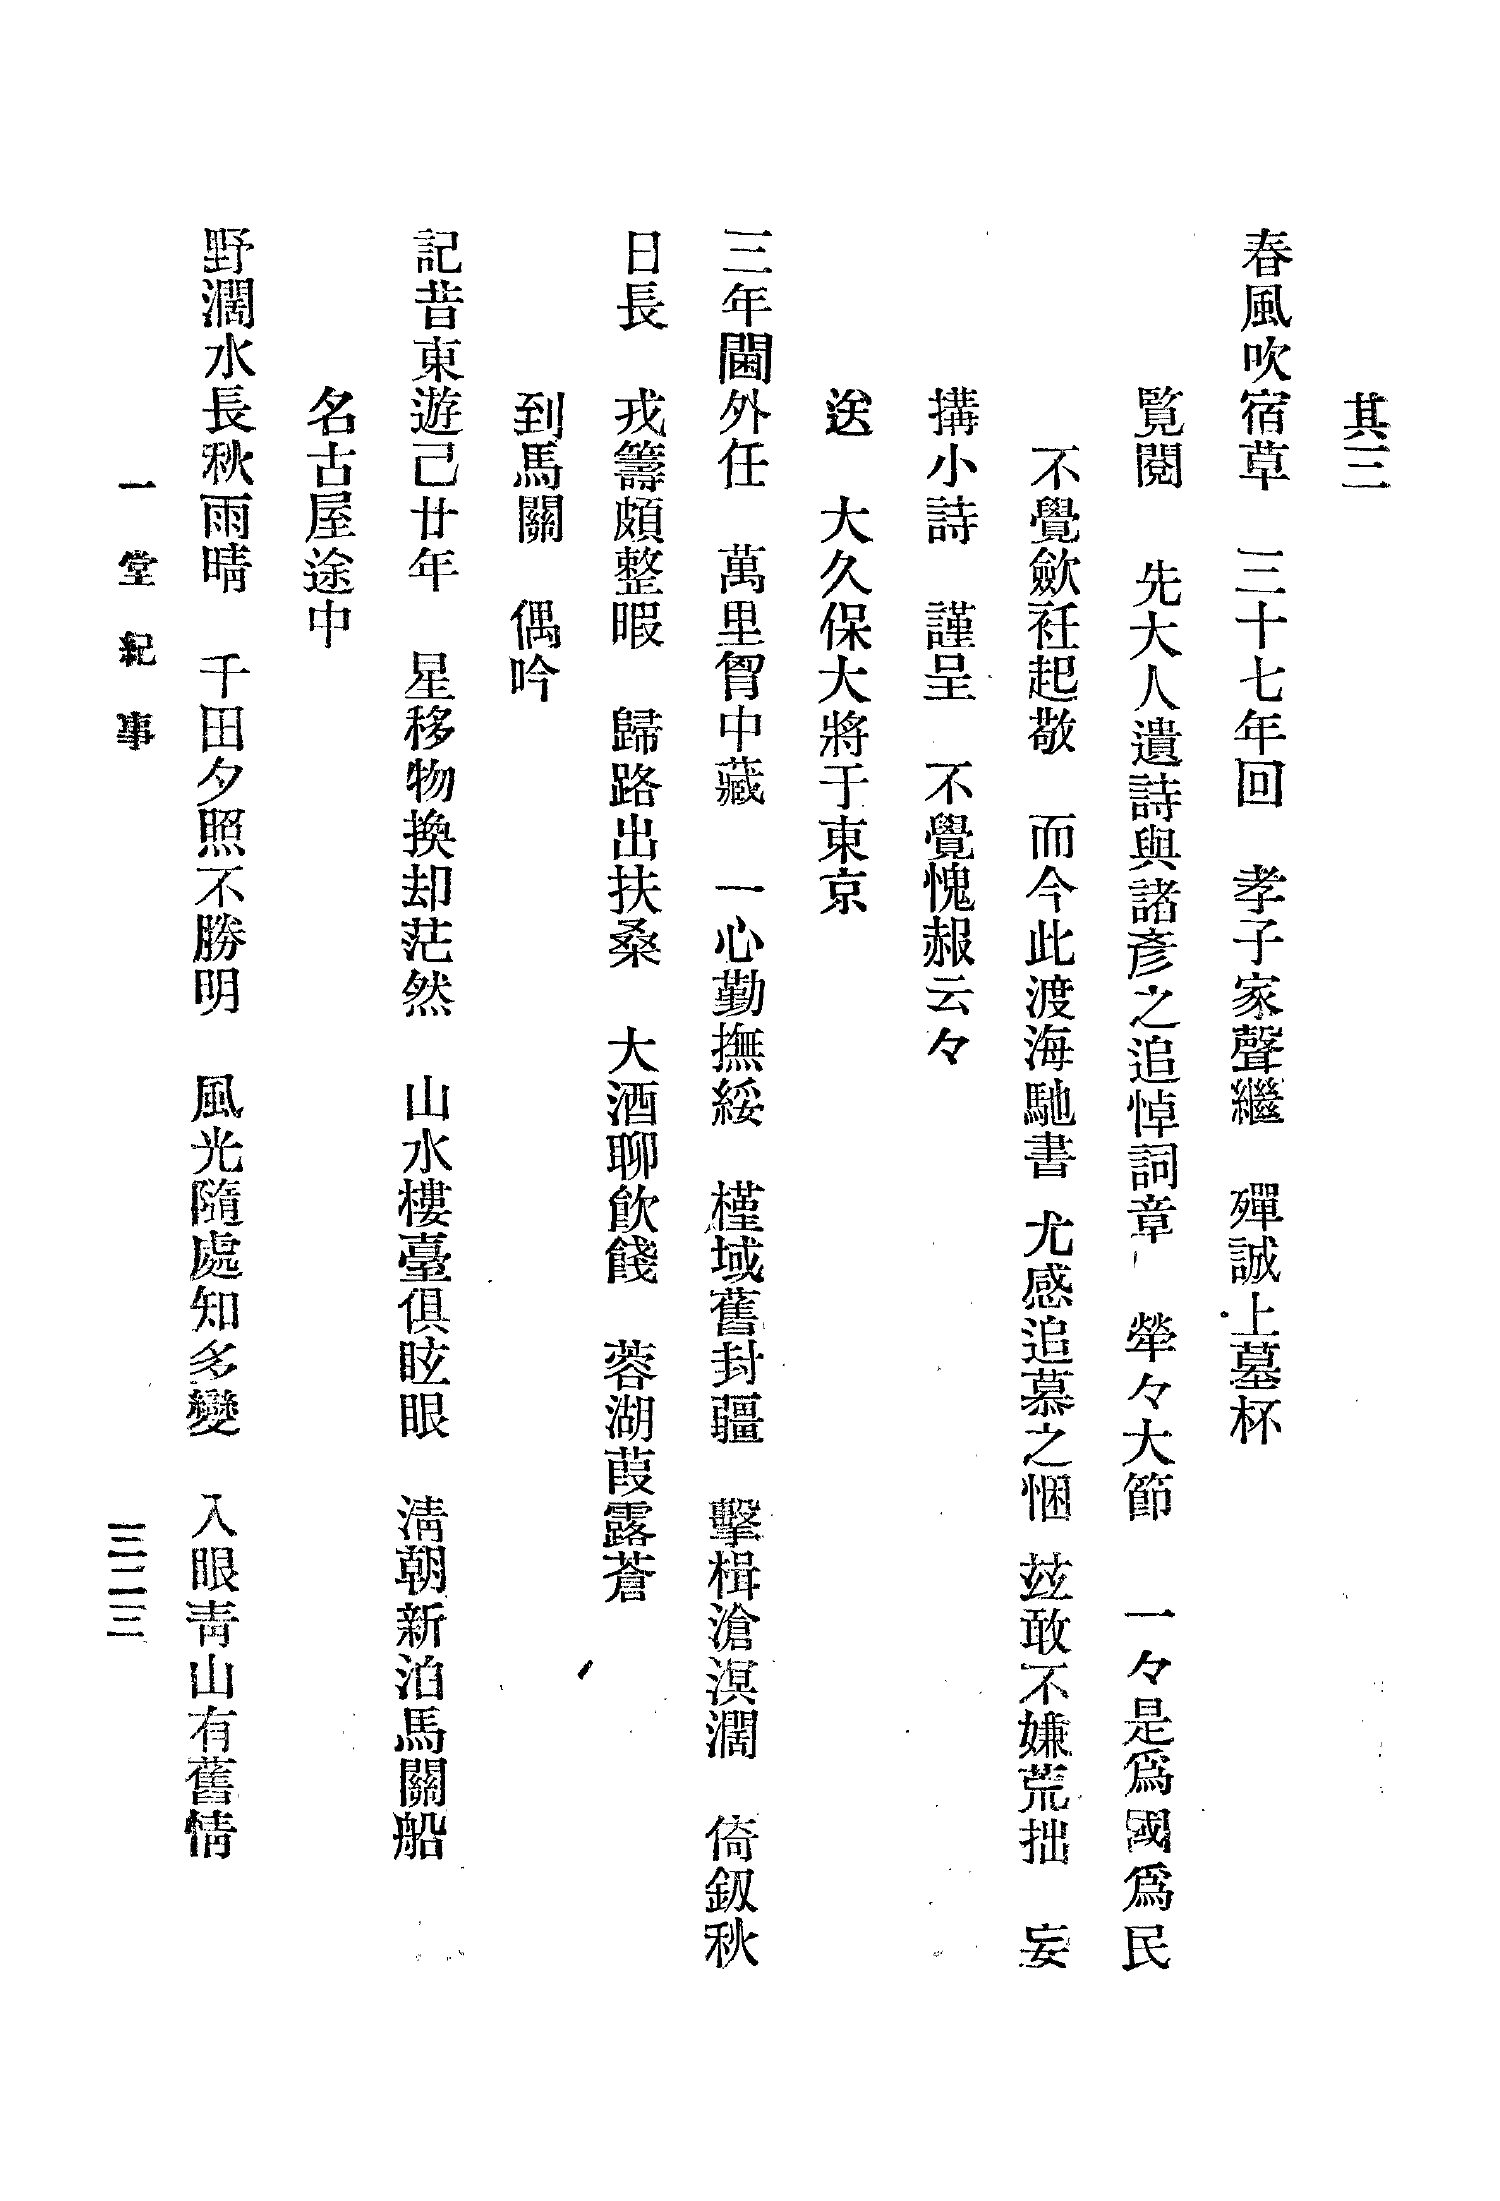 其三
春風吹宿草　三十七年回　孝子家聲繼　殫誠上墓杯
覽閱　先大人遺詩與諸彥之追悼詞章　犖々大節　一々是爲國爲民
不覺歛衽起敬　而今此渡海馳書　尤感追慕之悃　玆敢不嫌荒拙　妄
搆小詩　謹呈　不覺愧赧云々
送　大久保大將于東京
三年閫外任　萬里胷中藏　一心勤撫綏　槿域舊封疆　擊楫滄溟濶　倚釼秋
日長　戎籌頗整暇　歸路出扶桑　大酒聊飮餞　蓉湖葭露蒼
到馬關　偶吟
記昔東遊己廿年　星移物換却茫然　山水樓臺俱眩眼　淸朝新泊馬關船
名古屋途中
野濶水長秋雨晴　千田夕照不勝明　風光隨處知多變　入眼靑山有舊情
一堂紀事　三二三